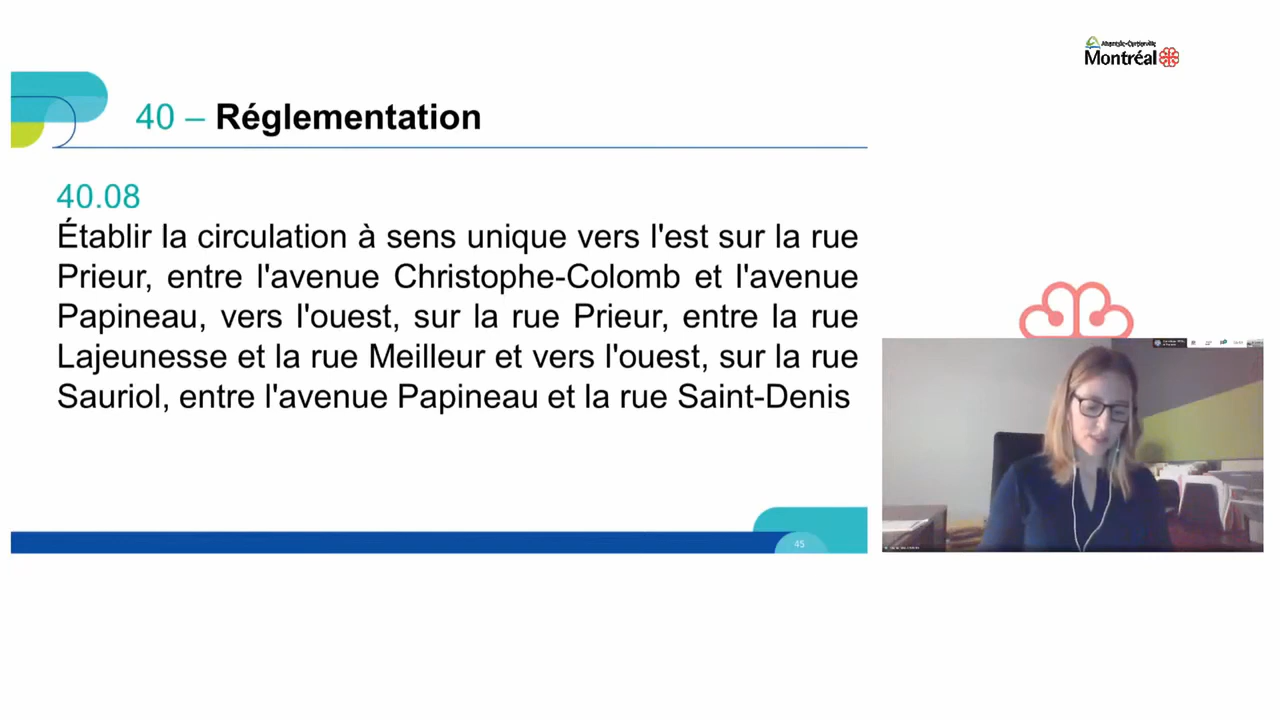 Ahuntsic-Cartierville
Montréal
40 – Réglementation
40.08
Établir la circulation à sens unique vers l'est sur la rue
Prieur, entre l'avenue Christophe-Colomb et l'avenue
Papineau, vers l'ouest, sur la rue Prieur, entre la rue
Lajeunesse et la rue Meilleur et vers l'ouest, sur la rue
Sauriol, entre l'avenue Papineau et la rue Saint-Denis
45